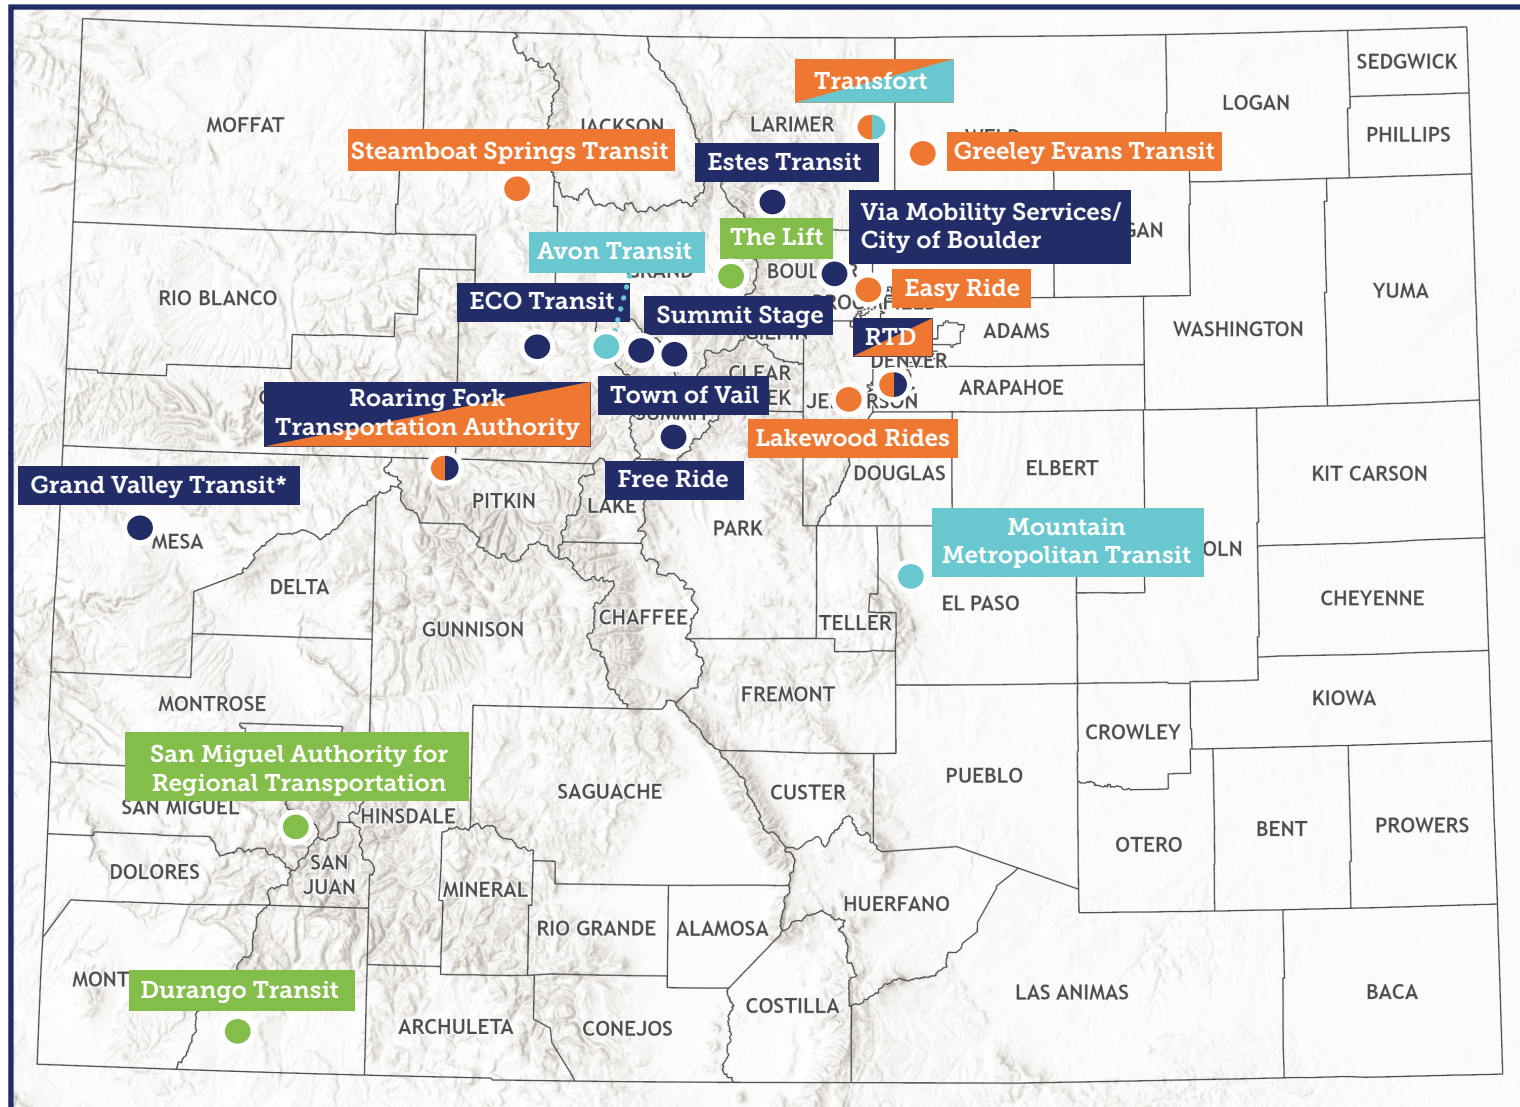 SEDGWICK
Transfort
LOGAN
MOFFAT
JACKSON
LARIMER
PHILLIPS
Steamboat Springs Transit
Estes Transit
Greeley Evans Transit
Via Mobility Services/
City of Boulder
The Lift
Avon Transit
Easy Ride
YUMA
RIO BLANCO
ECO Transit
Summit Stage
ADAMS
WASHINGTON
RTD
DENVER
CLEAR
ARAPAHOE
Roaring Fork
Transportation Authority
Town of Vail
Lakewood Rides
Free Ride
DOUGLAS
ELBERT
KIT CARSON
Grand Valley Transit*
PITKIN
LAKE
PARK
MESA
Mountain
Metropolitan Transit
DELTA
EL PASO
CHEYENNE
GUNNISON
CHAFFEE
TELLER
MONTROSE
FREMONT
KIOWA
CROWLEY
San Miguel Authority for
Regional Transportation
SAGUACHE
CUSTER
PUEBLO
SAN MIGUEL
HINSDALE
OTERO
BENT
PROWERS
DOLORES
SAN
JUAN
MINERAL
HUERFANO
RIO GRANDE
ALAMOSA
Durango Transit
COSTILLA
LAS ANIMAS
BACA
ARCHULETA
CONEJOS